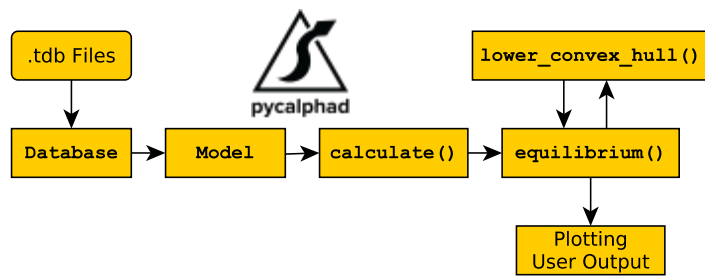 .tdb Files
pycalphad
lower_convex_hull()
Database
Model
calculate()
equilibrium()
Plotting
User Output